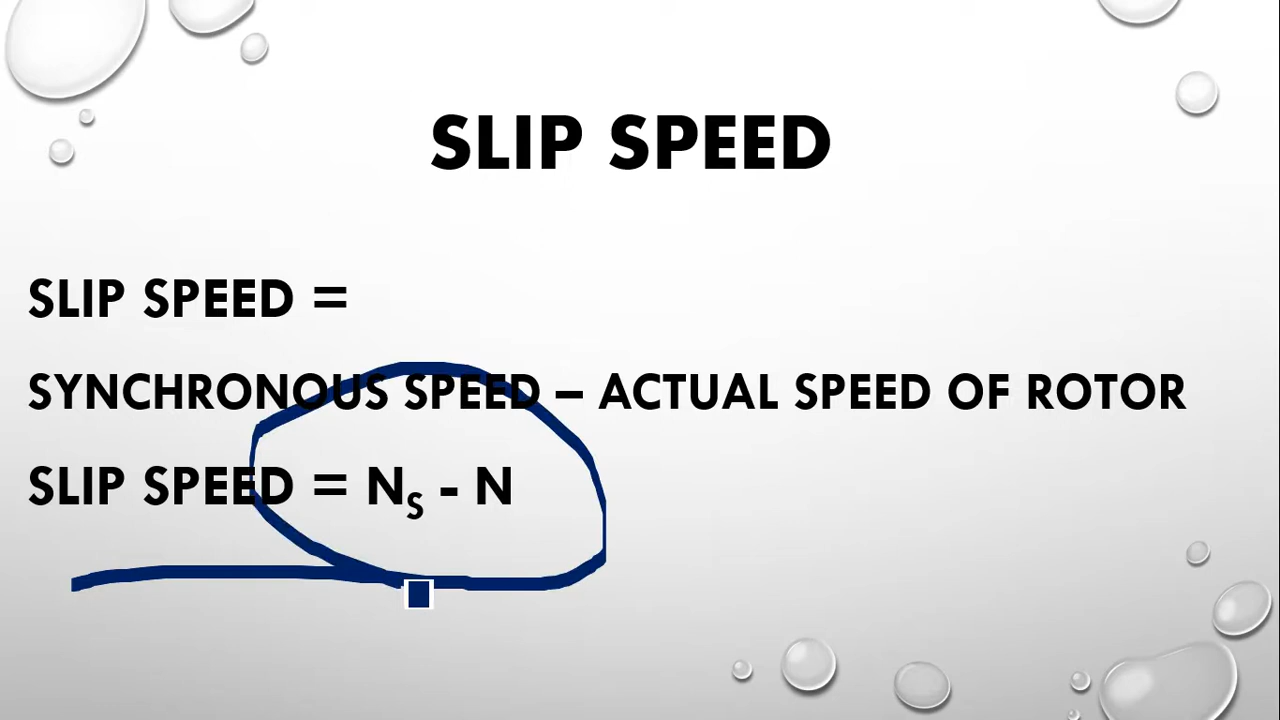 SLIP SPEED
SLIP SPEED =
SYNCHRONOUS SPEED – ACTUAL SPEED OF ROTOR
SLIP SPEED = Nₛ - N